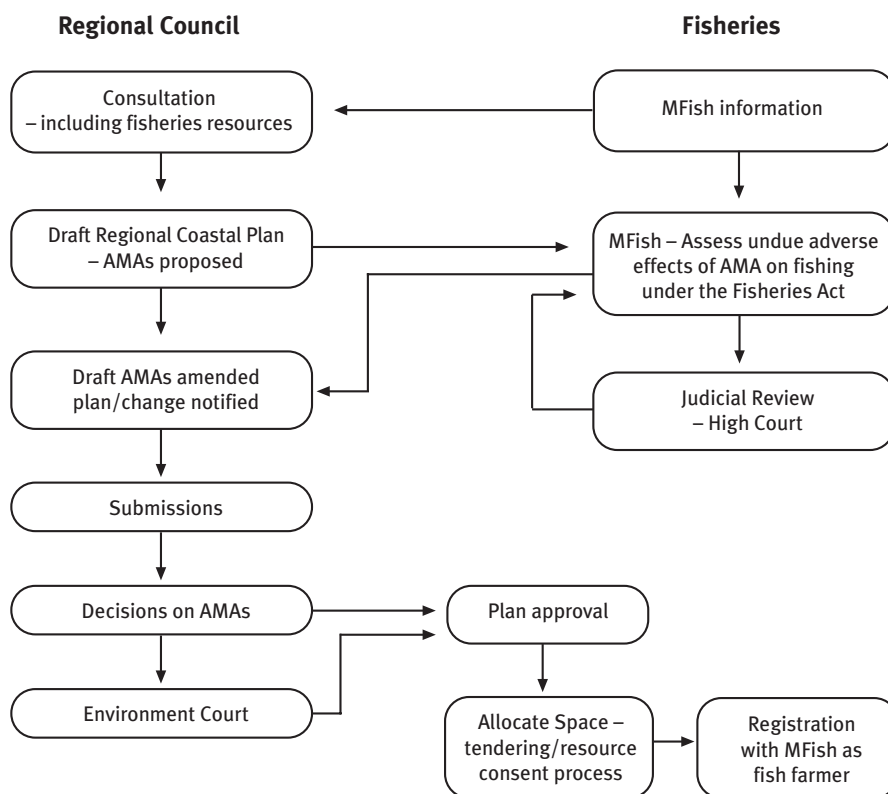 Regional Council
Fisheries
Consultation
– including fisheries resources
MFish information
Draft Regional Coastal Plan
– AMAs proposed
MFish – Assess undue adverse
effects of AMA on fishing
under the Fisheries Act
Draft AMAs amended
plan/change notified
Judicial Review
– High Court
Submissions
Decisions on AMAs
Plan approval
Environment Court
Allocate Space –
tendering/resource
consent process
Registration
with MFish as
fish farmer